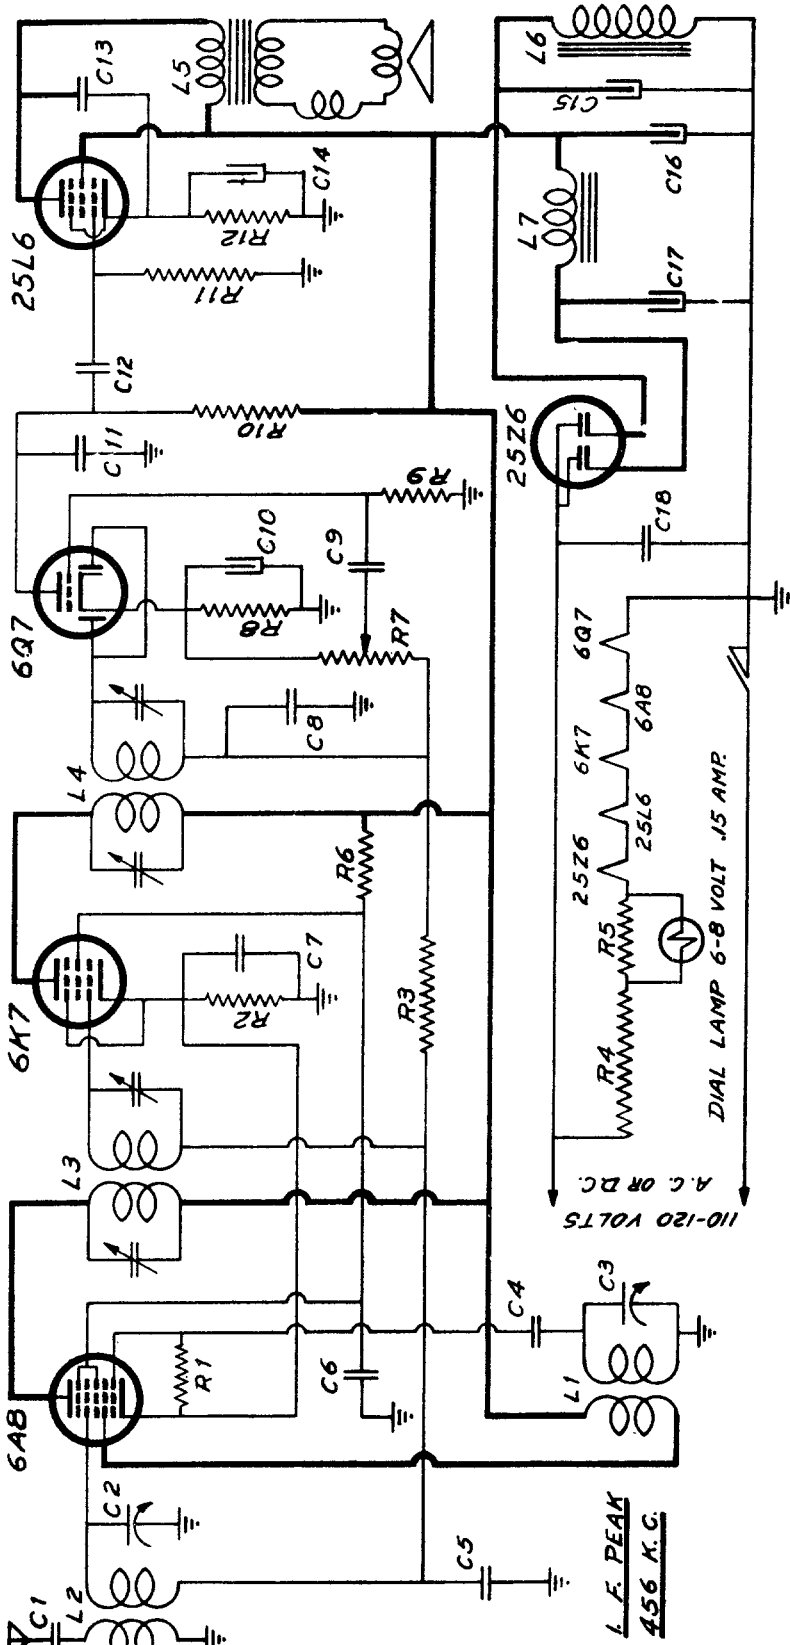 6A8
6K7
6Q7
25L6
C1
L2
C2
R1
L3
L4
R2
C7
R6
R3
C8
R7
R8
C10
C9
R9
C11
R10
C12
R11
R12
C14
C13
L5
C5
C6
C4
L1
C3
I. F. PEAK
456 K.C.
110-120 VOLTS
A.C. OR D.C.
R4
R5
25Z6
25L6
6K7
6A8
6Q7
DIAL LAMP 6-8 VOLT .15 AMP.
C18
25Z6
L7
C17
C16
C15
L6